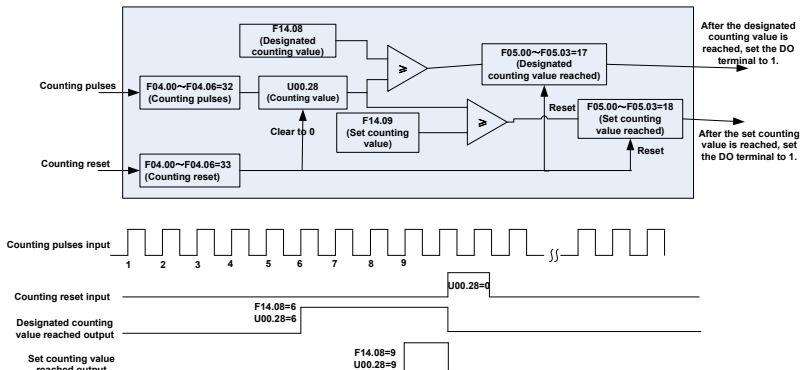 F14.08
(Designated
counting value)
After the designated
counting value is
reached, set the DO
terminal to 1.
≥
F05.00～F05.03=17
(Designated
counting value reached)
Counting pulses
F04.00～F04.06=32
(Counting pulses)
U00.28
(Counting value)
Reset
F05.00～F05.03=18
(Set counting
value reached)
F14.09
(Set counting
value)
≥
Clear to 0
Reset
After the set counting
value is reached, set
the DO terminal to 1.
Counting reset
F04.00～F04.06=33
(Counting reset)
Counting pulses input
1 2 3 4 5 6 7 8 9
U00.28=0
Counting reset input
F14.08=6
U00.28=6
Designated counting
value reached output
F14.08=9
U00.28=9
Set counting value
reached output